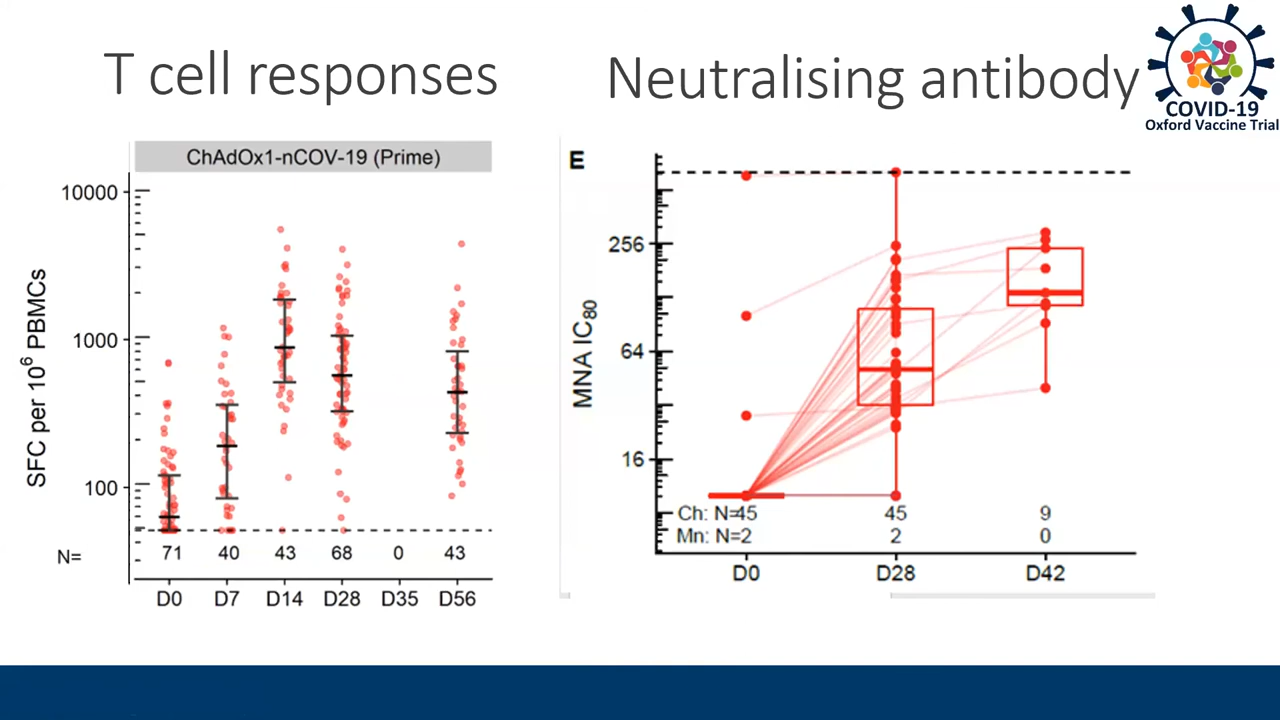 T cell responses
Neutralising antibody
COVID-19
Oxford Vaccine Trial
ChAdOx1-nCOV-19 (Prime)
SFC per 10⁶ PBMCs
10000
1000
100
N= 71 40 43 68 0 43
D0 D7 D14 D28 D35 D56
E
MNA IC₈₀
256
64
16
Ch: N=45 45 9
Mn: N=2 2 0
D0 D28 D42